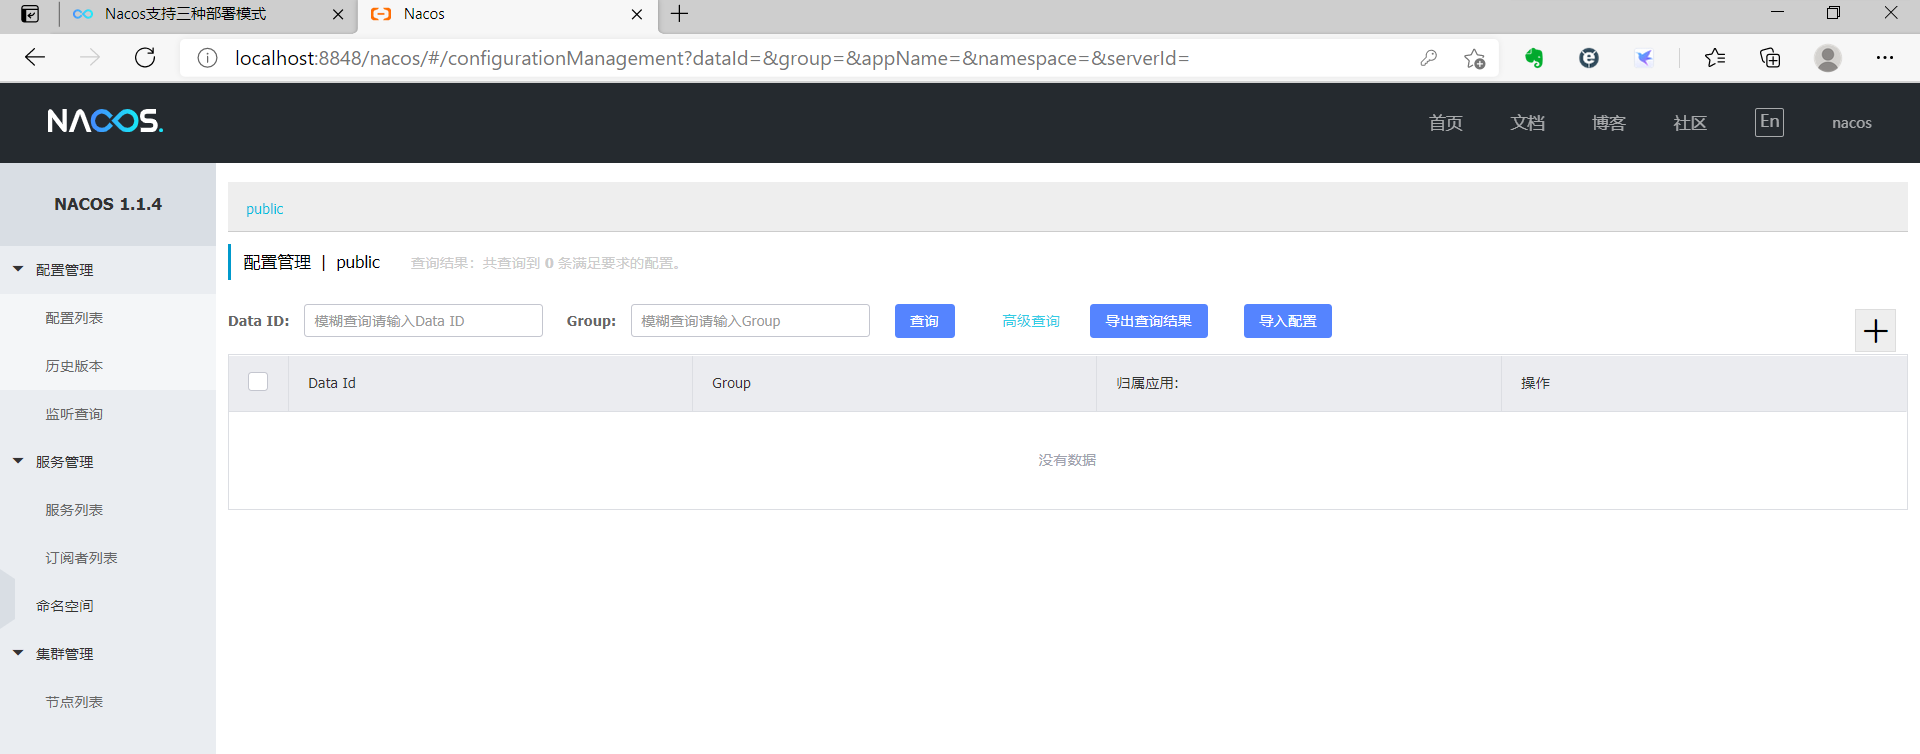 Nacos支持三种部署模式
Nacos
localhost:8848/nacos/#/configurationManagement?dataId=&group=&appName=&namespace=&serverId=
NACOS.
首页
文档
博客
社区
En
nacos
NACOS 1.1.4
配置管理
配置列表
历史版本
监听查询
服务管理
服务列表
订阅者列表
命名空间
集群管理
节点列表
public
配置管理 | public 查询结果：共查询到 0 条满足要求的配置。
Data ID: 模糊查询请输入Data ID Group: 模糊查询请输入Group 查询 高级查询 导出查询结果 导入配置
Data Id Group 归属应用: 操作
没有数据